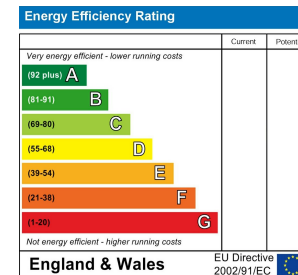 Energy Efficiency Rating
Current Poten
Very energy efficient - lower running costs
(92 plus) A
(81-91) B
(69-80) C
(55-68) D
(39-54) E
(21-38) F
(1-20) G
Not energy efficient - higher running costs
England & Wales
EU Directive
2002/91/EC